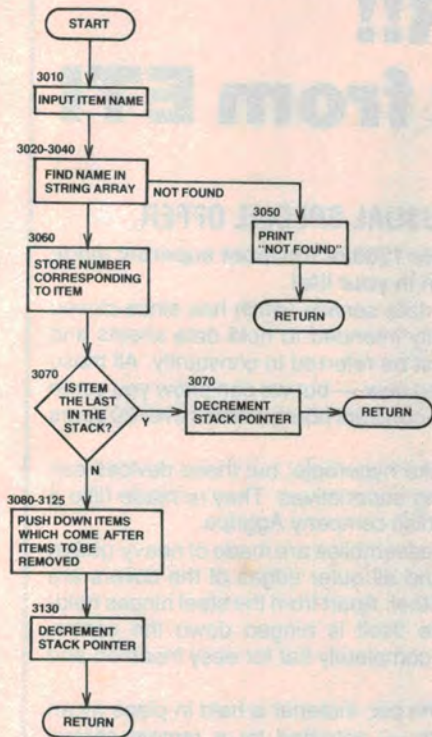 START
3010
INPUT ITEM NAME
3020-3040
FIND NAME IN
STRING ARRAY
NOT FOUND
3050
PRINT
"NOT FOUND"
RETURN
3060
STORE NUMBER
CORRESPONDING
TO ITEM
3070
IS ITEM
THE LAST
IN THE
STACK?
Y
3070
DECREMENT
STACK POINTER
RETURN
N
3080-3125
PUSH DOWN ITEMS
WHICH COME AFTER
ITEMS TO BE
REMOVED
3130
DECREMENT
STACK POINTER
RETURN